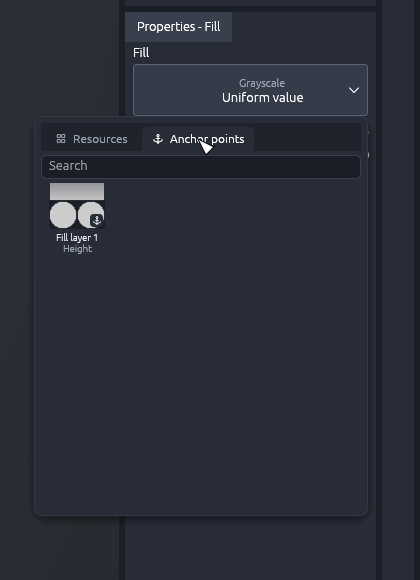 Properties - Fill
Fill
Grayscale
Uniform value
Resources
Anchor points
Search
Fill layer 1
Height